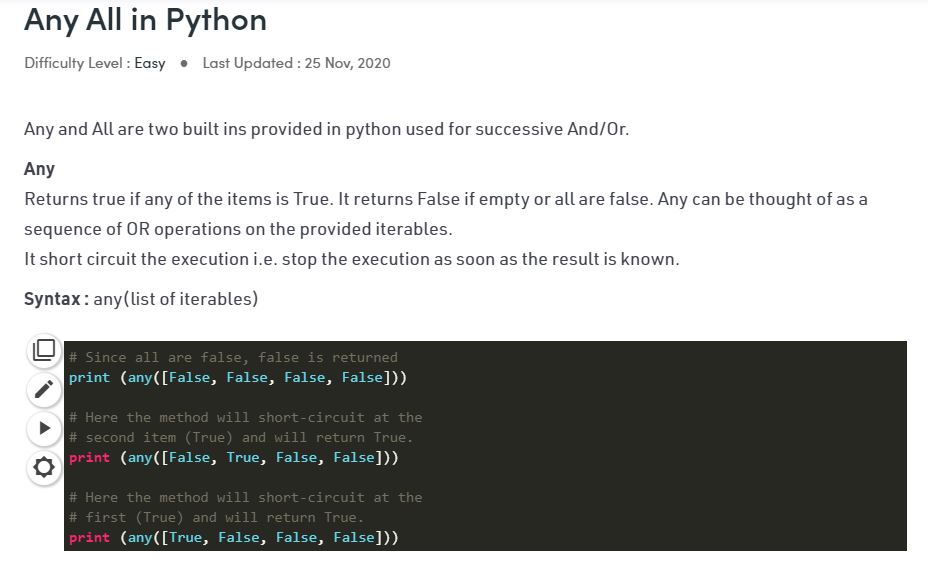 Any All in Python
Difficulty Level : Easy ● Last Updated : 25 Nov, 2020
Any and All are two built ins provided in python used for successive And/Or.
Any
Returns true if any of the items is True. It returns False if empty or all are false. Any can be thought of as a
sequence of OR operations on the provided iterables.
It short circuit the execution i.e. stop the execution as soon as the result is known.
Syntax : any(list of iterables)
# Since all are false, false is returned
print (any([False, False, False, False]))
# Here the method will short-circuit at the
# second item (True) and will return True.
print (any([False, True, False, False]))
# Here the method will short-circuit at the
# first (True) and will return True.
print (any([True, False, False, False]))